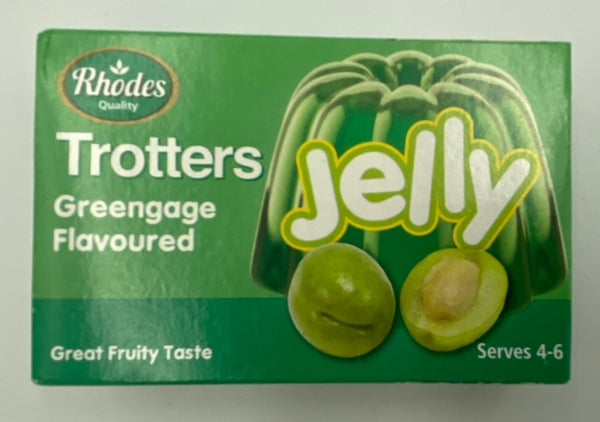 Rhodes
Quality
Trotters
Jelly
Greengage
Flavoured
Great Fruity Taste
Serves 4-6